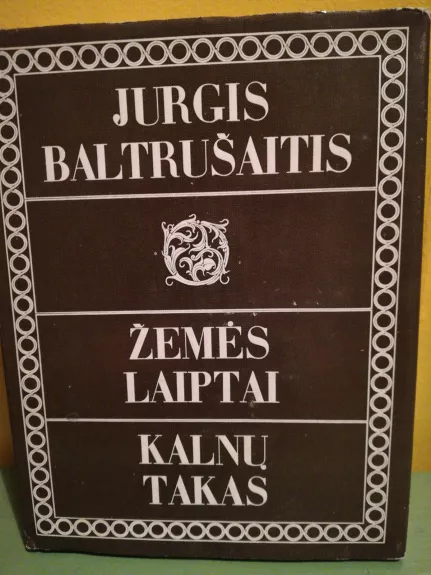 JURGIS
BALTRUŠAITIS
ŽEMĖS
LAIPTAI
KALNŲ
TAKAS